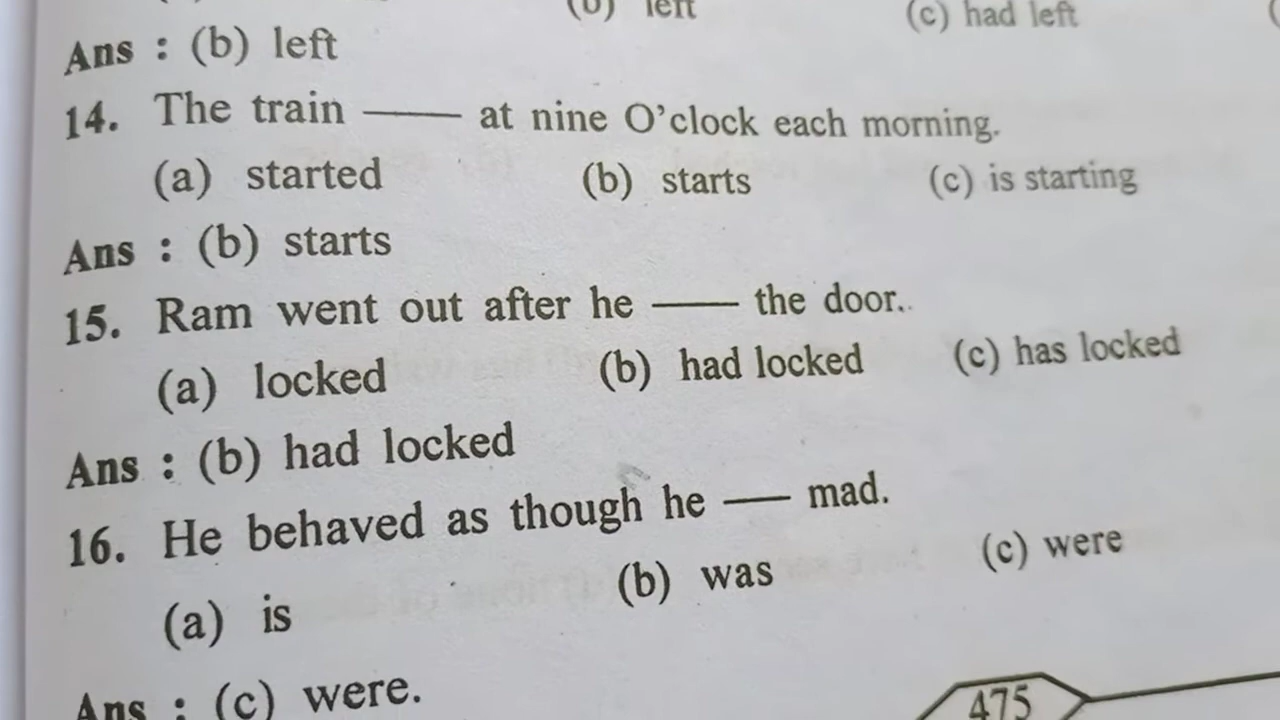 (b) left (c) had left
Ans : (b) left
14. The train —— at nine O'clock each morning.
(a) started (b) starts (c) is starting
Ans : (b) starts
15. Ram went out after he —— the door.
(a) locked (b) had locked (c) has locked
Ans : (b) had locked
16. He behaved as though he —— mad.
(a) is (b) was (c) were
Ans : (c) were.
475